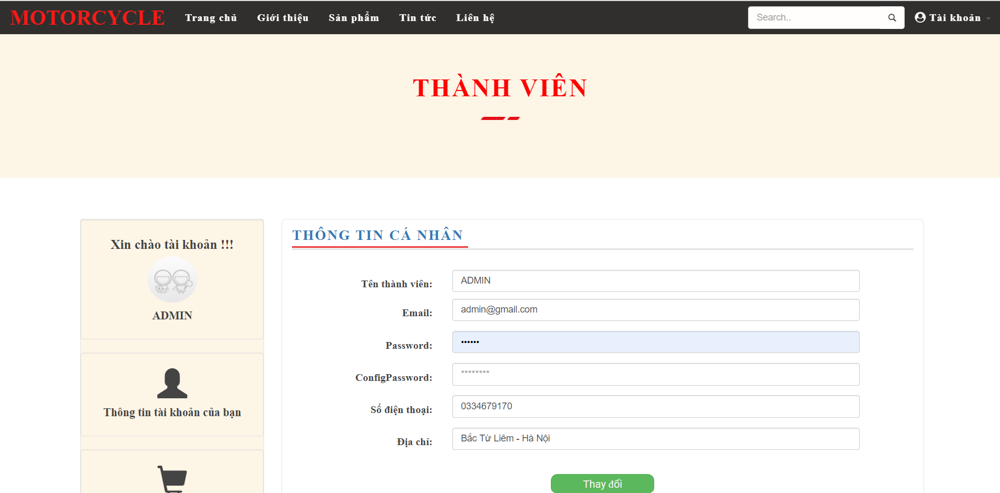 MOTORCYCLE Trang chủ Giới thiệu Sản phẩm Tin tức Liên hệ Search.. Tài khoản
THÀNH VIÊN
Xin chào tài khoản !!!
ADMIN
Thông tin tài khoản của bạn
THÔNG TIN CÁ NHÂN
Tên thành viên: ADMIN
Email: admin@gmail.com
Password: ••••••
ConfigPassword: ********
Số điện thoại: 0334679170
Địa chỉ: Bắc Từ Liêm - Hà Nội
Thay đổi